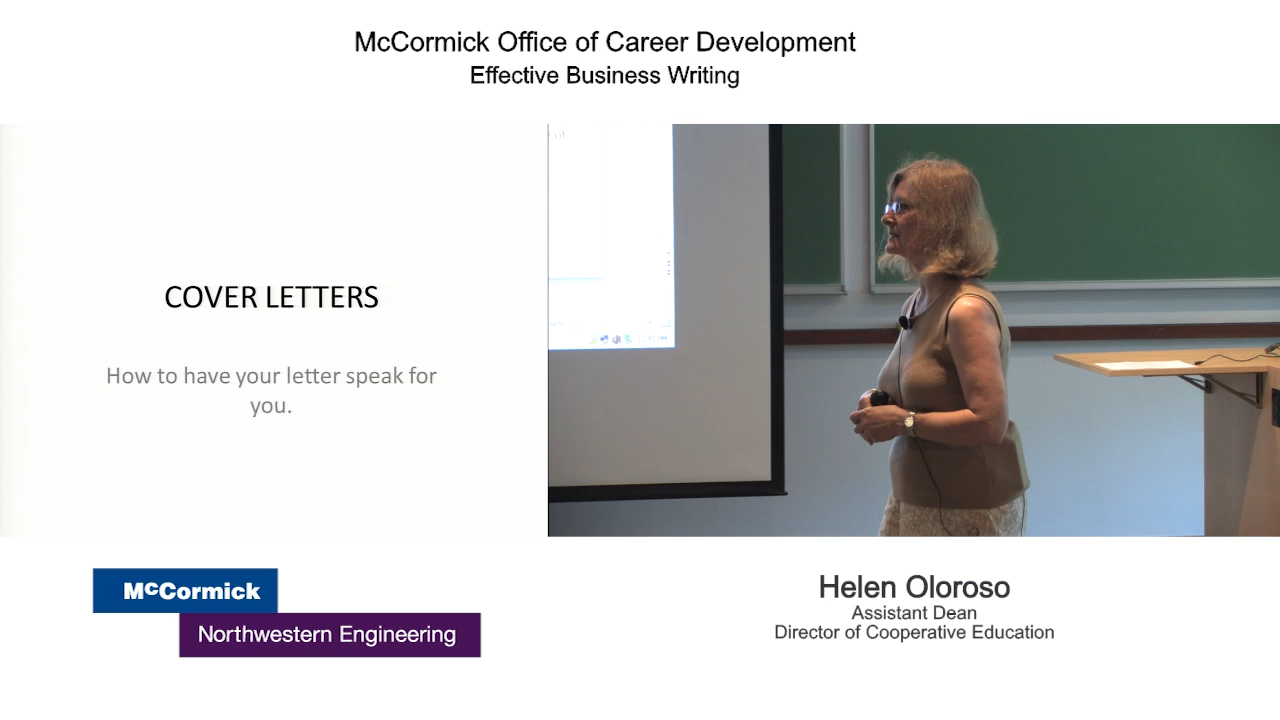 McCormick Office of Career Development
Effective Business Writing
COVER LETTERS
How to have your letter speak for
you.
McCormick
Northwestern Engineering
Helen Oloroso
Assistant Dean
Director of Cooperative Education